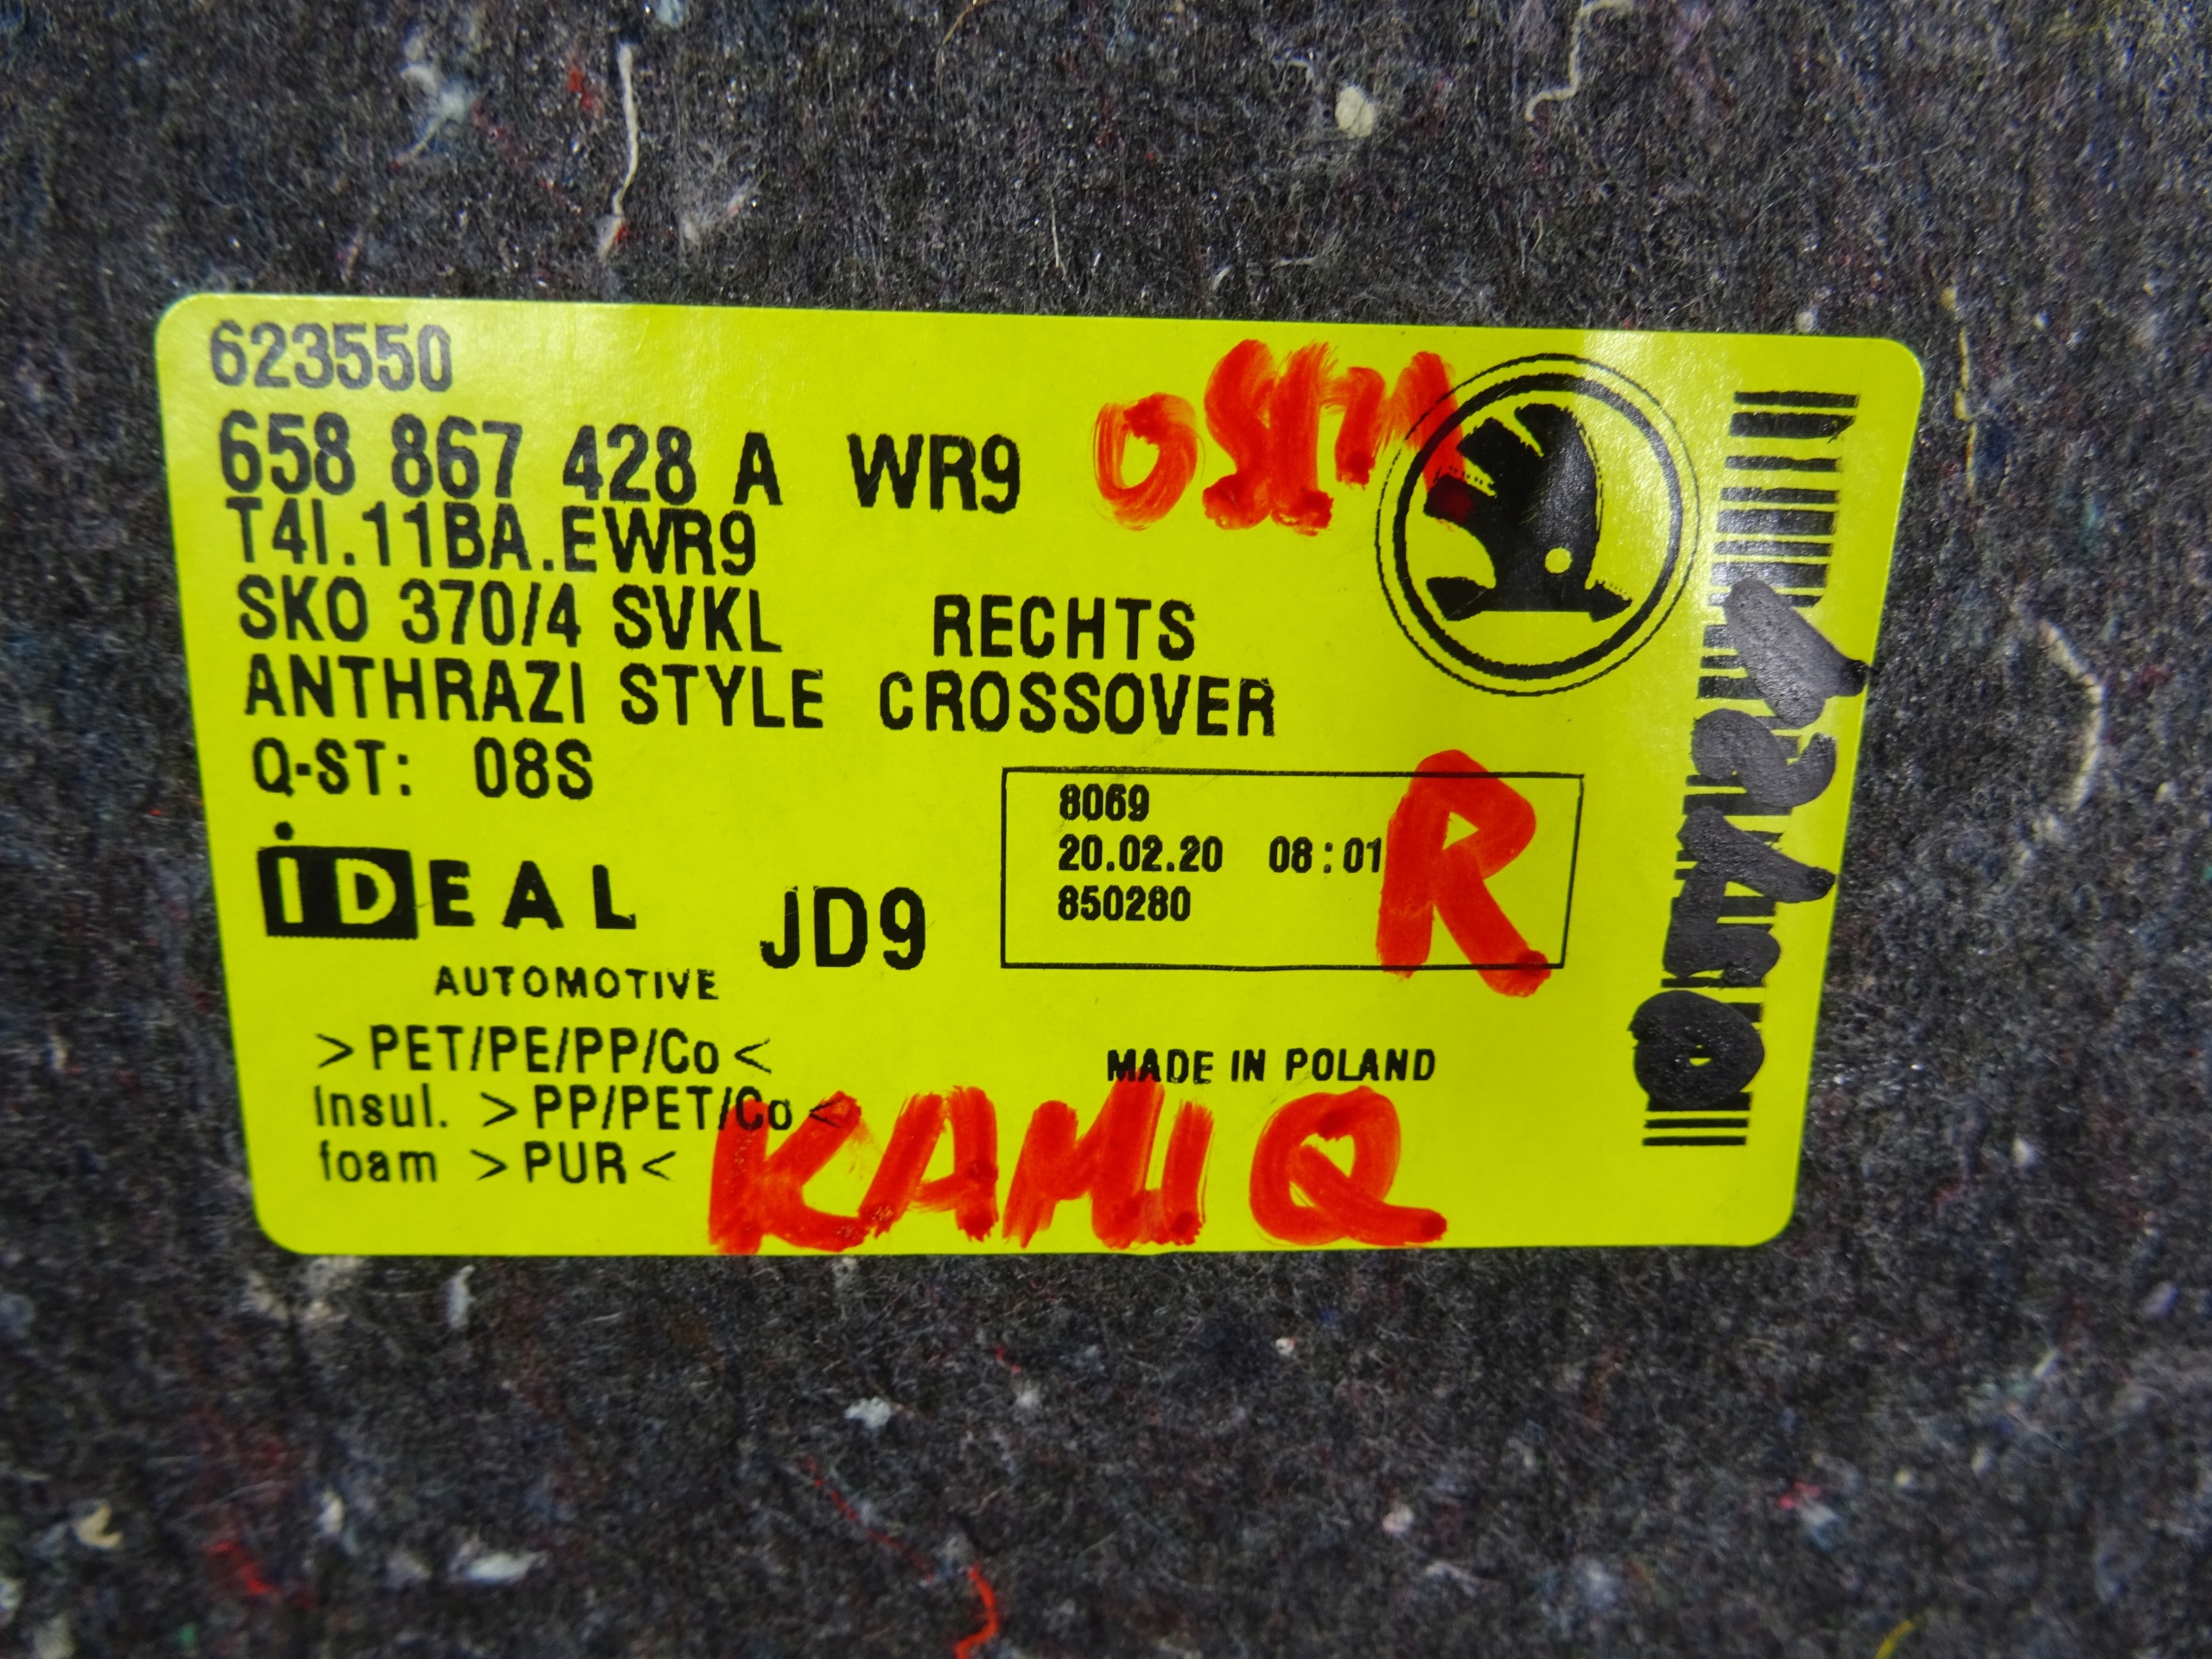 623550
658 867 428 A WR9
T4I.11BA.EWR9
SKO 370/4 SVKL RECHTS
ANTHRAZI STYLE CROSSOVER
Q-ST: 08S
8069
20.02.20 08:01
850280
R
iDEAL
AUTOMOTIVE
JD9
>PET/PE/PP/Co<
Insul. >PP/PET/Co<
foam >PUR<
MADE IN POLAND
KAMIQ